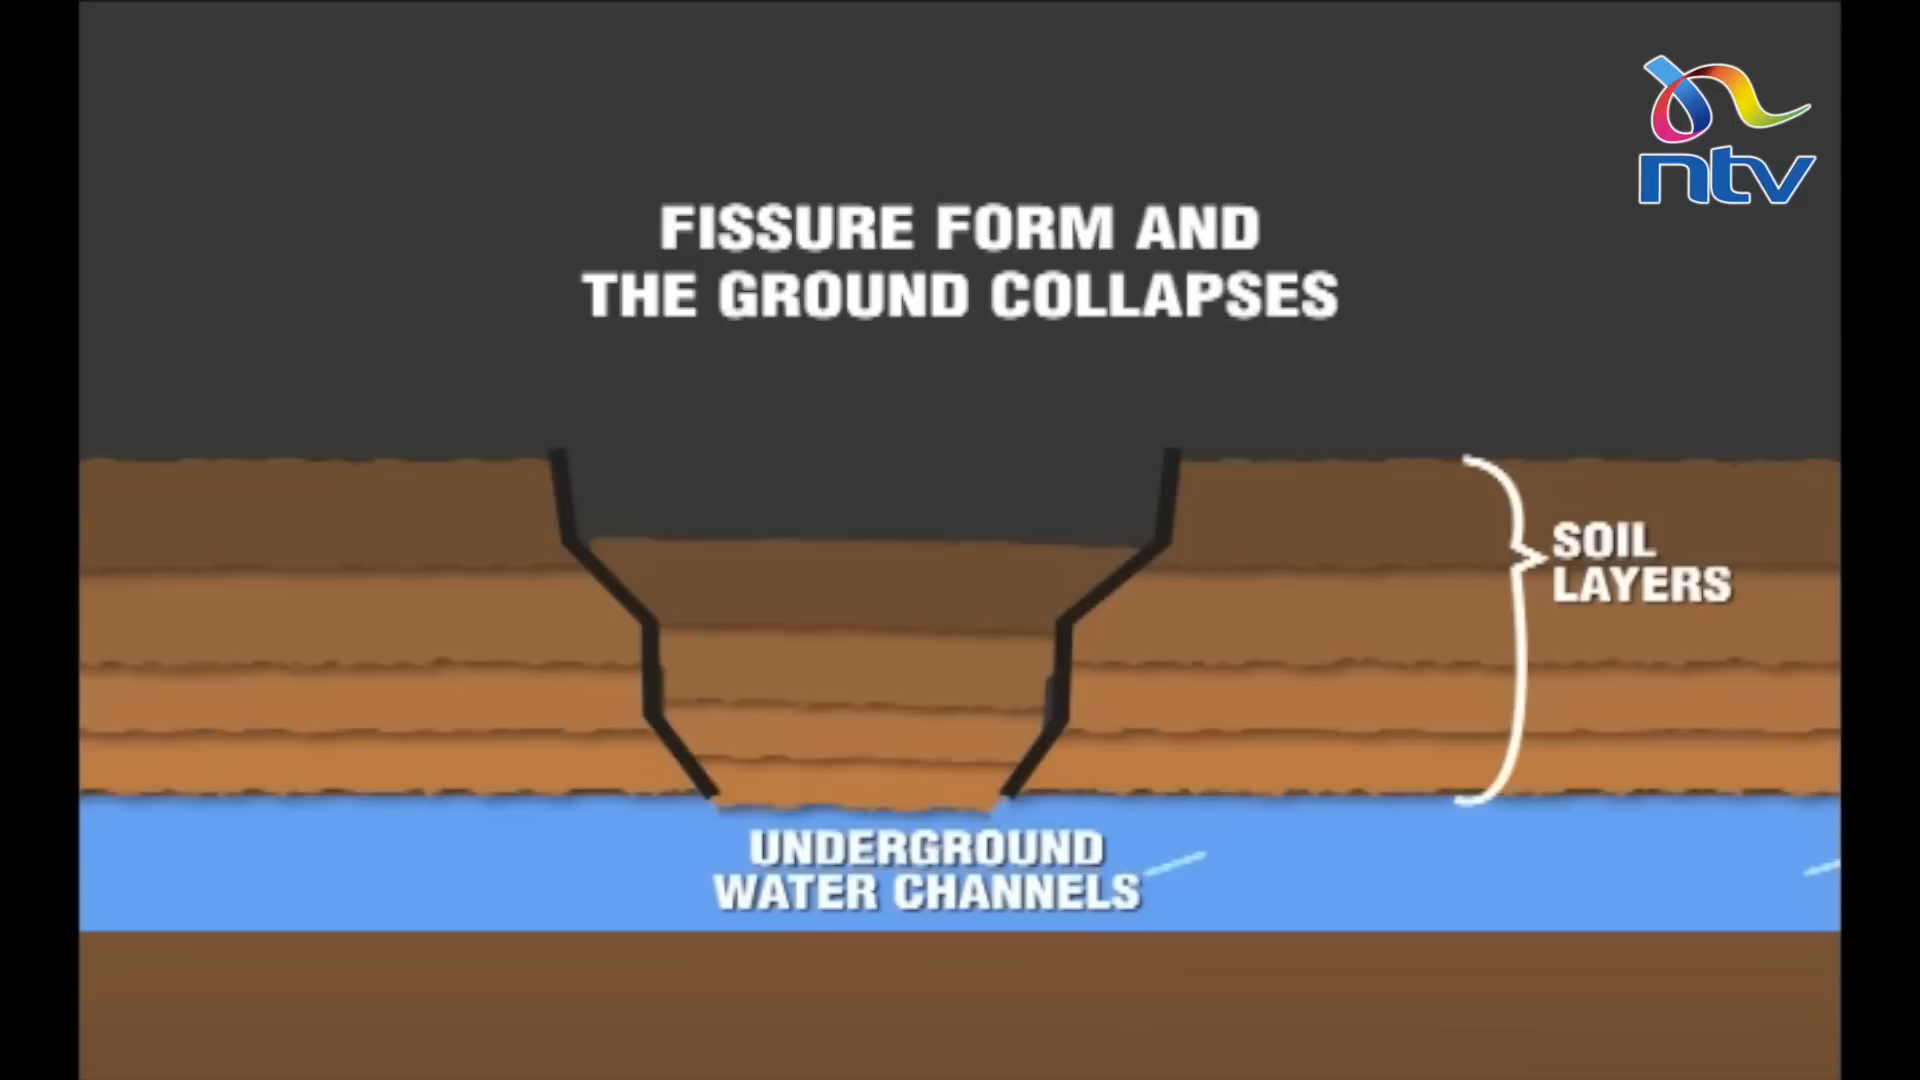 ntv
FISSURE FORM AND
THE GROUND COLLAPSES
SOIL
LAYERS
UNDERGROUND
WATER CHANNELS